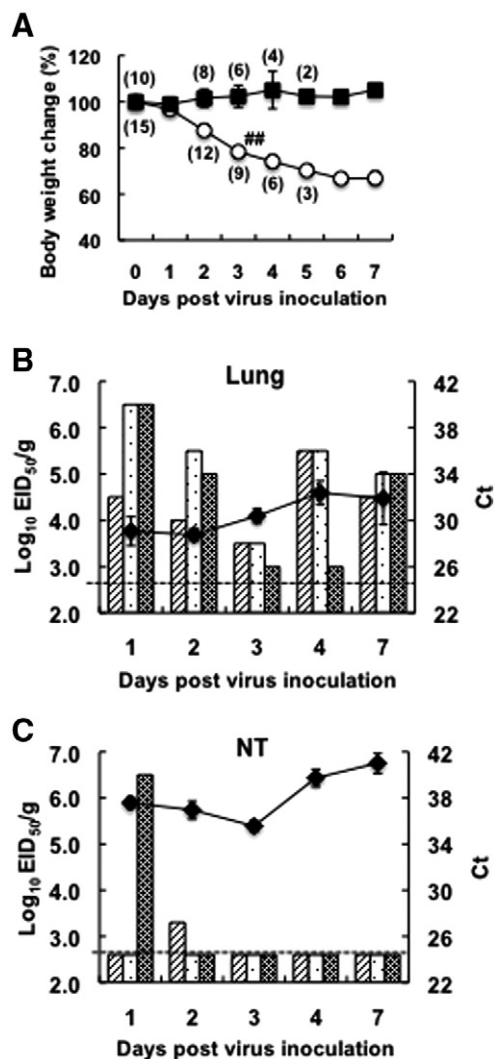 A
Body weight change (%)
120
100
80
60
40
(10)
(15)
(8)
(6)
(4)
(2)
(12)
(9)
##
(6)
(3)
0 1 2 3 4 5 6 7
Days post virus inoculation
B
Lung
Log10 EID50/g
7.0
6.0
5.0
4.0
3.0
2.0
42
38
34
30
26
22
Ct
1 2 3 4 7
Days post virus inoculation
C
NT
Log10 EID50/g
7.0
6.0
5.0
4.0
3.0
2.0
42
38
34
30
26
22
Ct
1 2 3 4 7
Days post virus inoculation